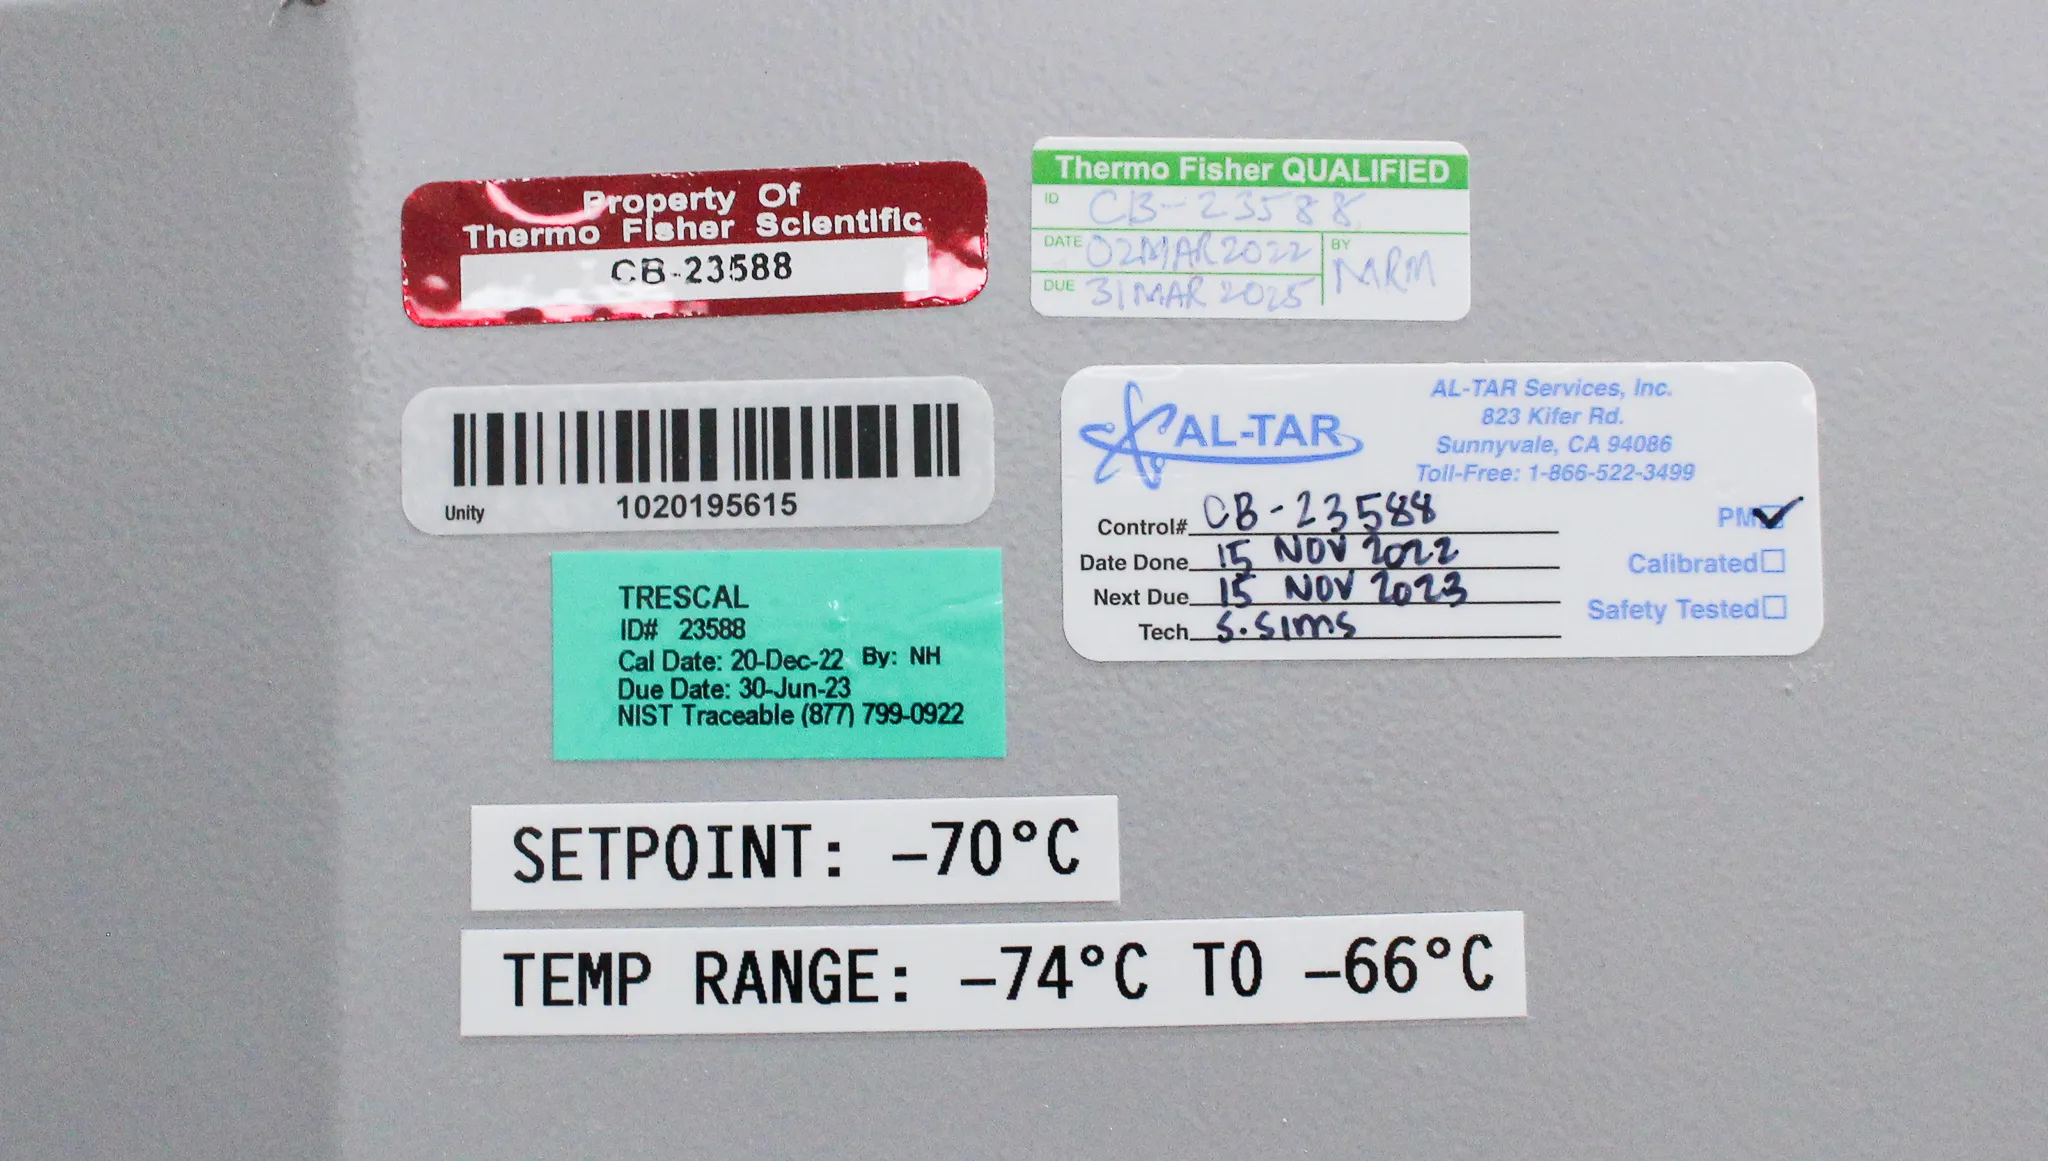 Property Of
Thermo Fisher Scientific
CB-23588
Thermo Fisher QUALIFIED
ID CB-23588
DATE 02MAR2022 BY MRM
DUE 31MAR2025
Unity 1020195615
AL-TAR
AL-TAR Services, Inc.
823 Kifer Rd.
Sunnyvale, CA 94086
Toll-Free: 1-866-522-3499
Control# CB-23588 PM
Date Done 15 NOV 2022 Calibrated
Next Due 15 NOV 2023 Safety Tested
Tech S.Sims
TRESCAL
ID# 23588
Cal Date: 20-Dec-22 By: NH
Due Date: 30-Jun-23
NIST Traceable (877) 799-0922
SETPOINT: –70°C
TEMP RANGE: –74°C TO –66°C